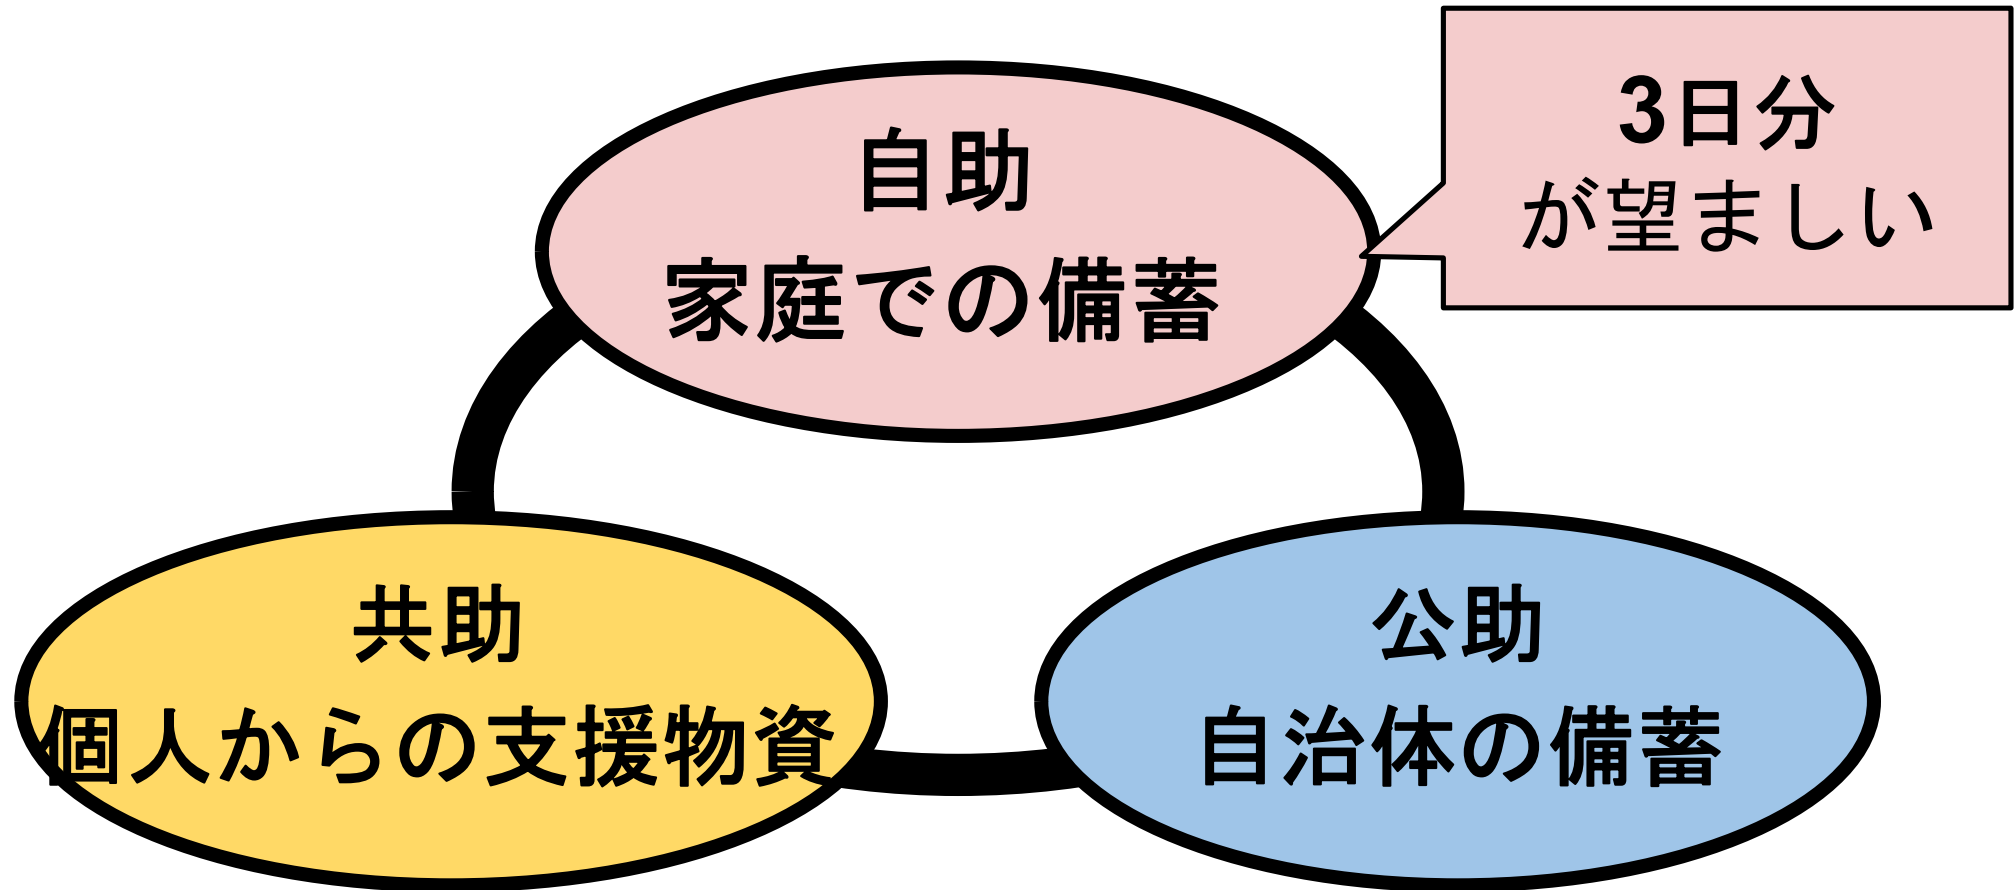 自助
家庭での備蓄
3日分
が望ましい
共助
個人からの支援物資
公助
自治体の備蓄